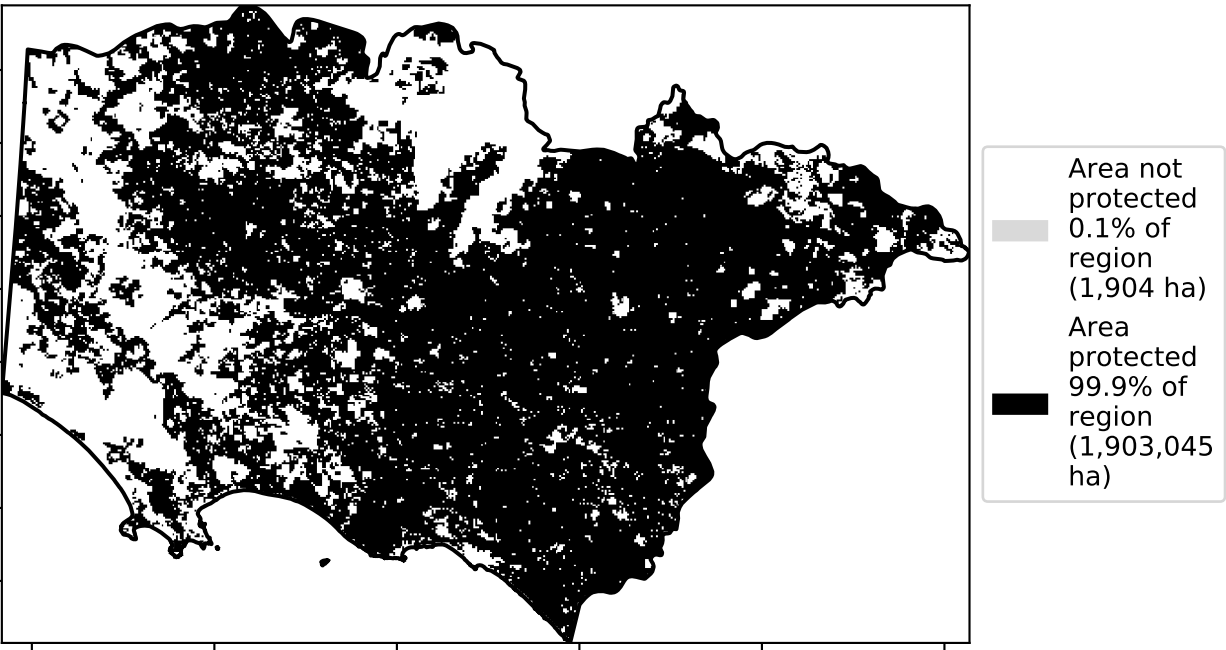 Area not
protected
0.1% of
region
(1,904 ha)
Area
protected
99.9% of
region
(1,903,045
ha)